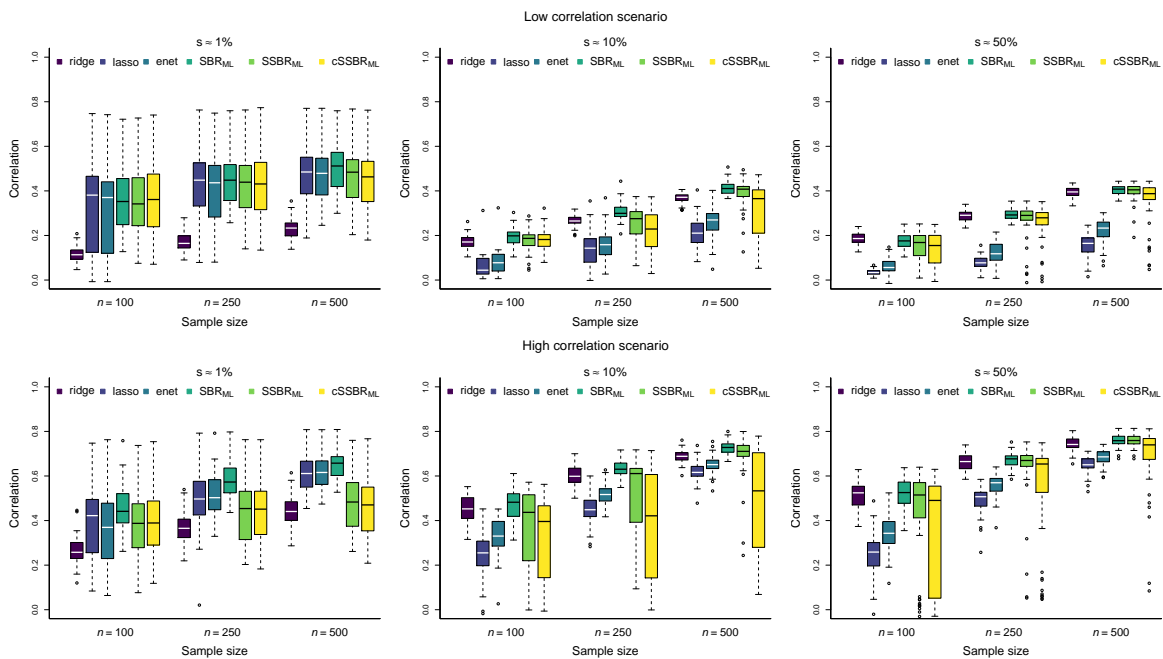 Low correlation scenario
s ≈ 1%
ridge lasso enet SBR_ML SSBR_ML cSSBR_ML
Correlation
0.0 0.2 0.4 0.6 0.8 1.0
n = 100 n = 250 n = 500
Sample size
s ≈ 10%
ridge lasso enet SBR_ML SSBR_ML cSSBR_ML
Correlation
0.0 0.2 0.4 0.6 0.8 1.0
n = 100 n = 250 n = 500
Sample size
s ≈ 50%
ridge lasso enet SBR_ML SSBR_ML cSSBR_ML
Correlation
0.0 0.2 0.4 0.6 0.8 1.0
n = 100 n = 250 n = 500
Sample size
High correlation scenario
s ≈ 1%
ridge lasso enet SBR_ML SSBR_ML cSSBR_ML
Correlation
0.0 0.2 0.4 0.6 0.8 1.0
n = 100 n = 250 n = 500
Sample size
s ≈ 10%
ridge lasso enet SBR_ML SSBR_ML cSSBR_ML
Correlation
0.0 0.2 0.4 0.6 0.8 1.0
n = 100 n = 250 n = 500
Sample size
s ≈ 50%
ridge lasso enet SBR_ML SSBR_ML cSSBR_ML
Correlation
0.0 0.2 0.4 0.6 0.8 1.0
n = 100 n = 250 n = 500
Sample size